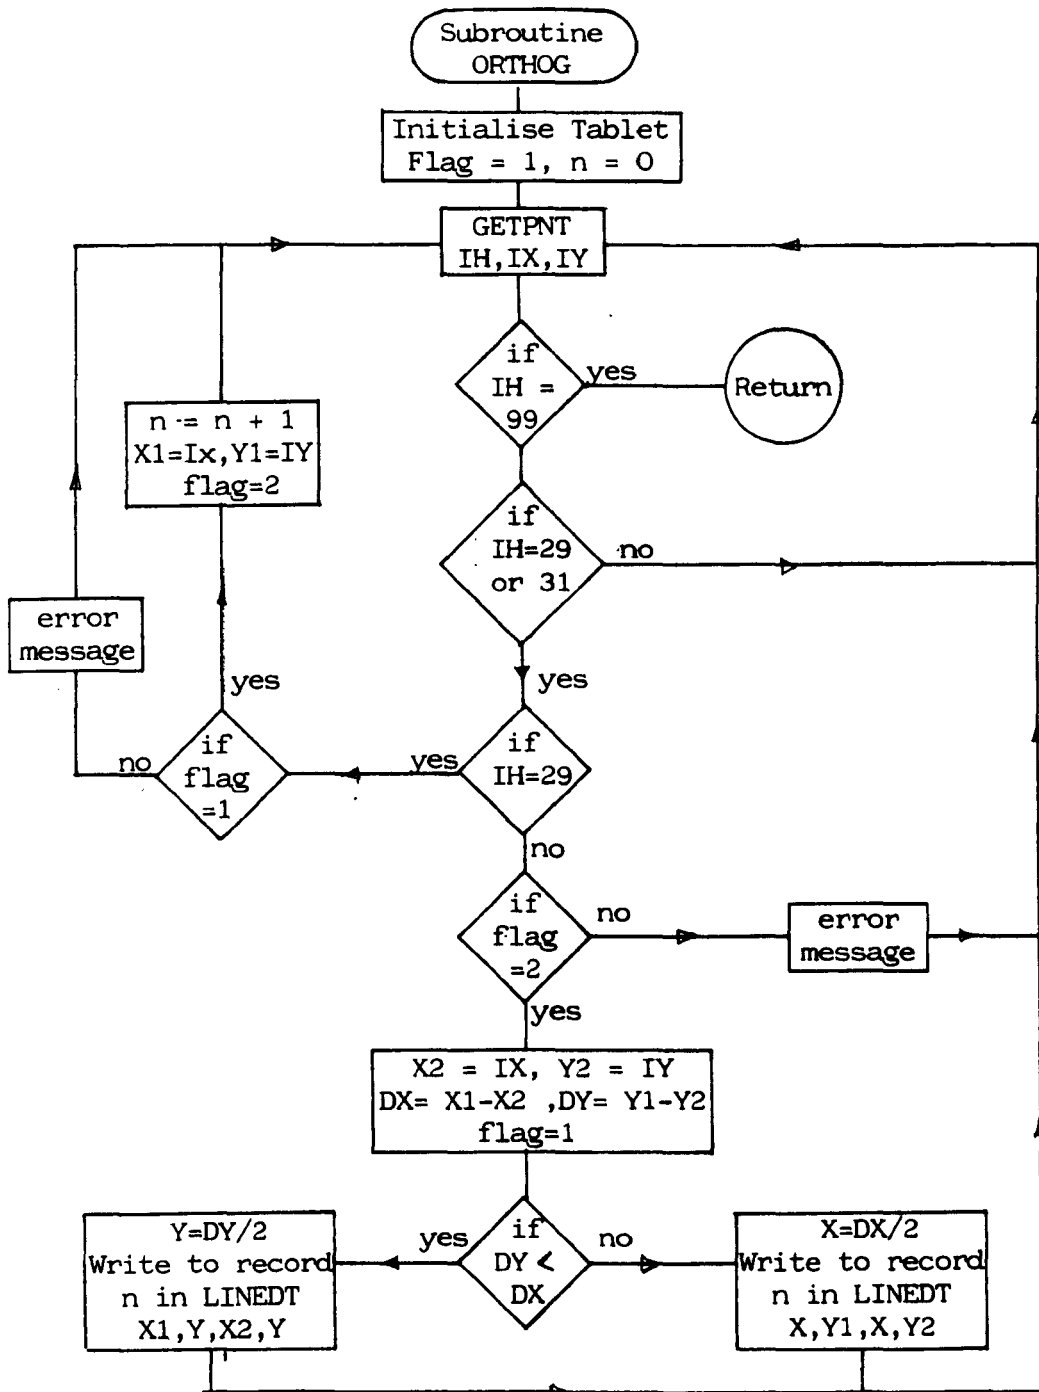 Subroutine
ORTHOG
Initialise Tablet
Flag = 1, n = 0
GETPNT
IH,IX,IY
if
IH =
99
yes
Return
n = n + 1
X1=Ix,Y1=IY
flag=2
if
IH=29
or 31
no
error
message
yes
yes
if
flag
=1
no
yes
if
IH=29
no
if
flag
=2
no
error
message
yes
X2 = IX, Y2 = IY
DX= X1-X2 ,DY= Y1-Y2
flag=1
if
DY <
DX
yes
no
Y=DY/2
Write to record
n in LINEDT
X1,Y,X2,Y
X=DX/2
Write to record
n in LINEDT
X,Y1,X,Y2